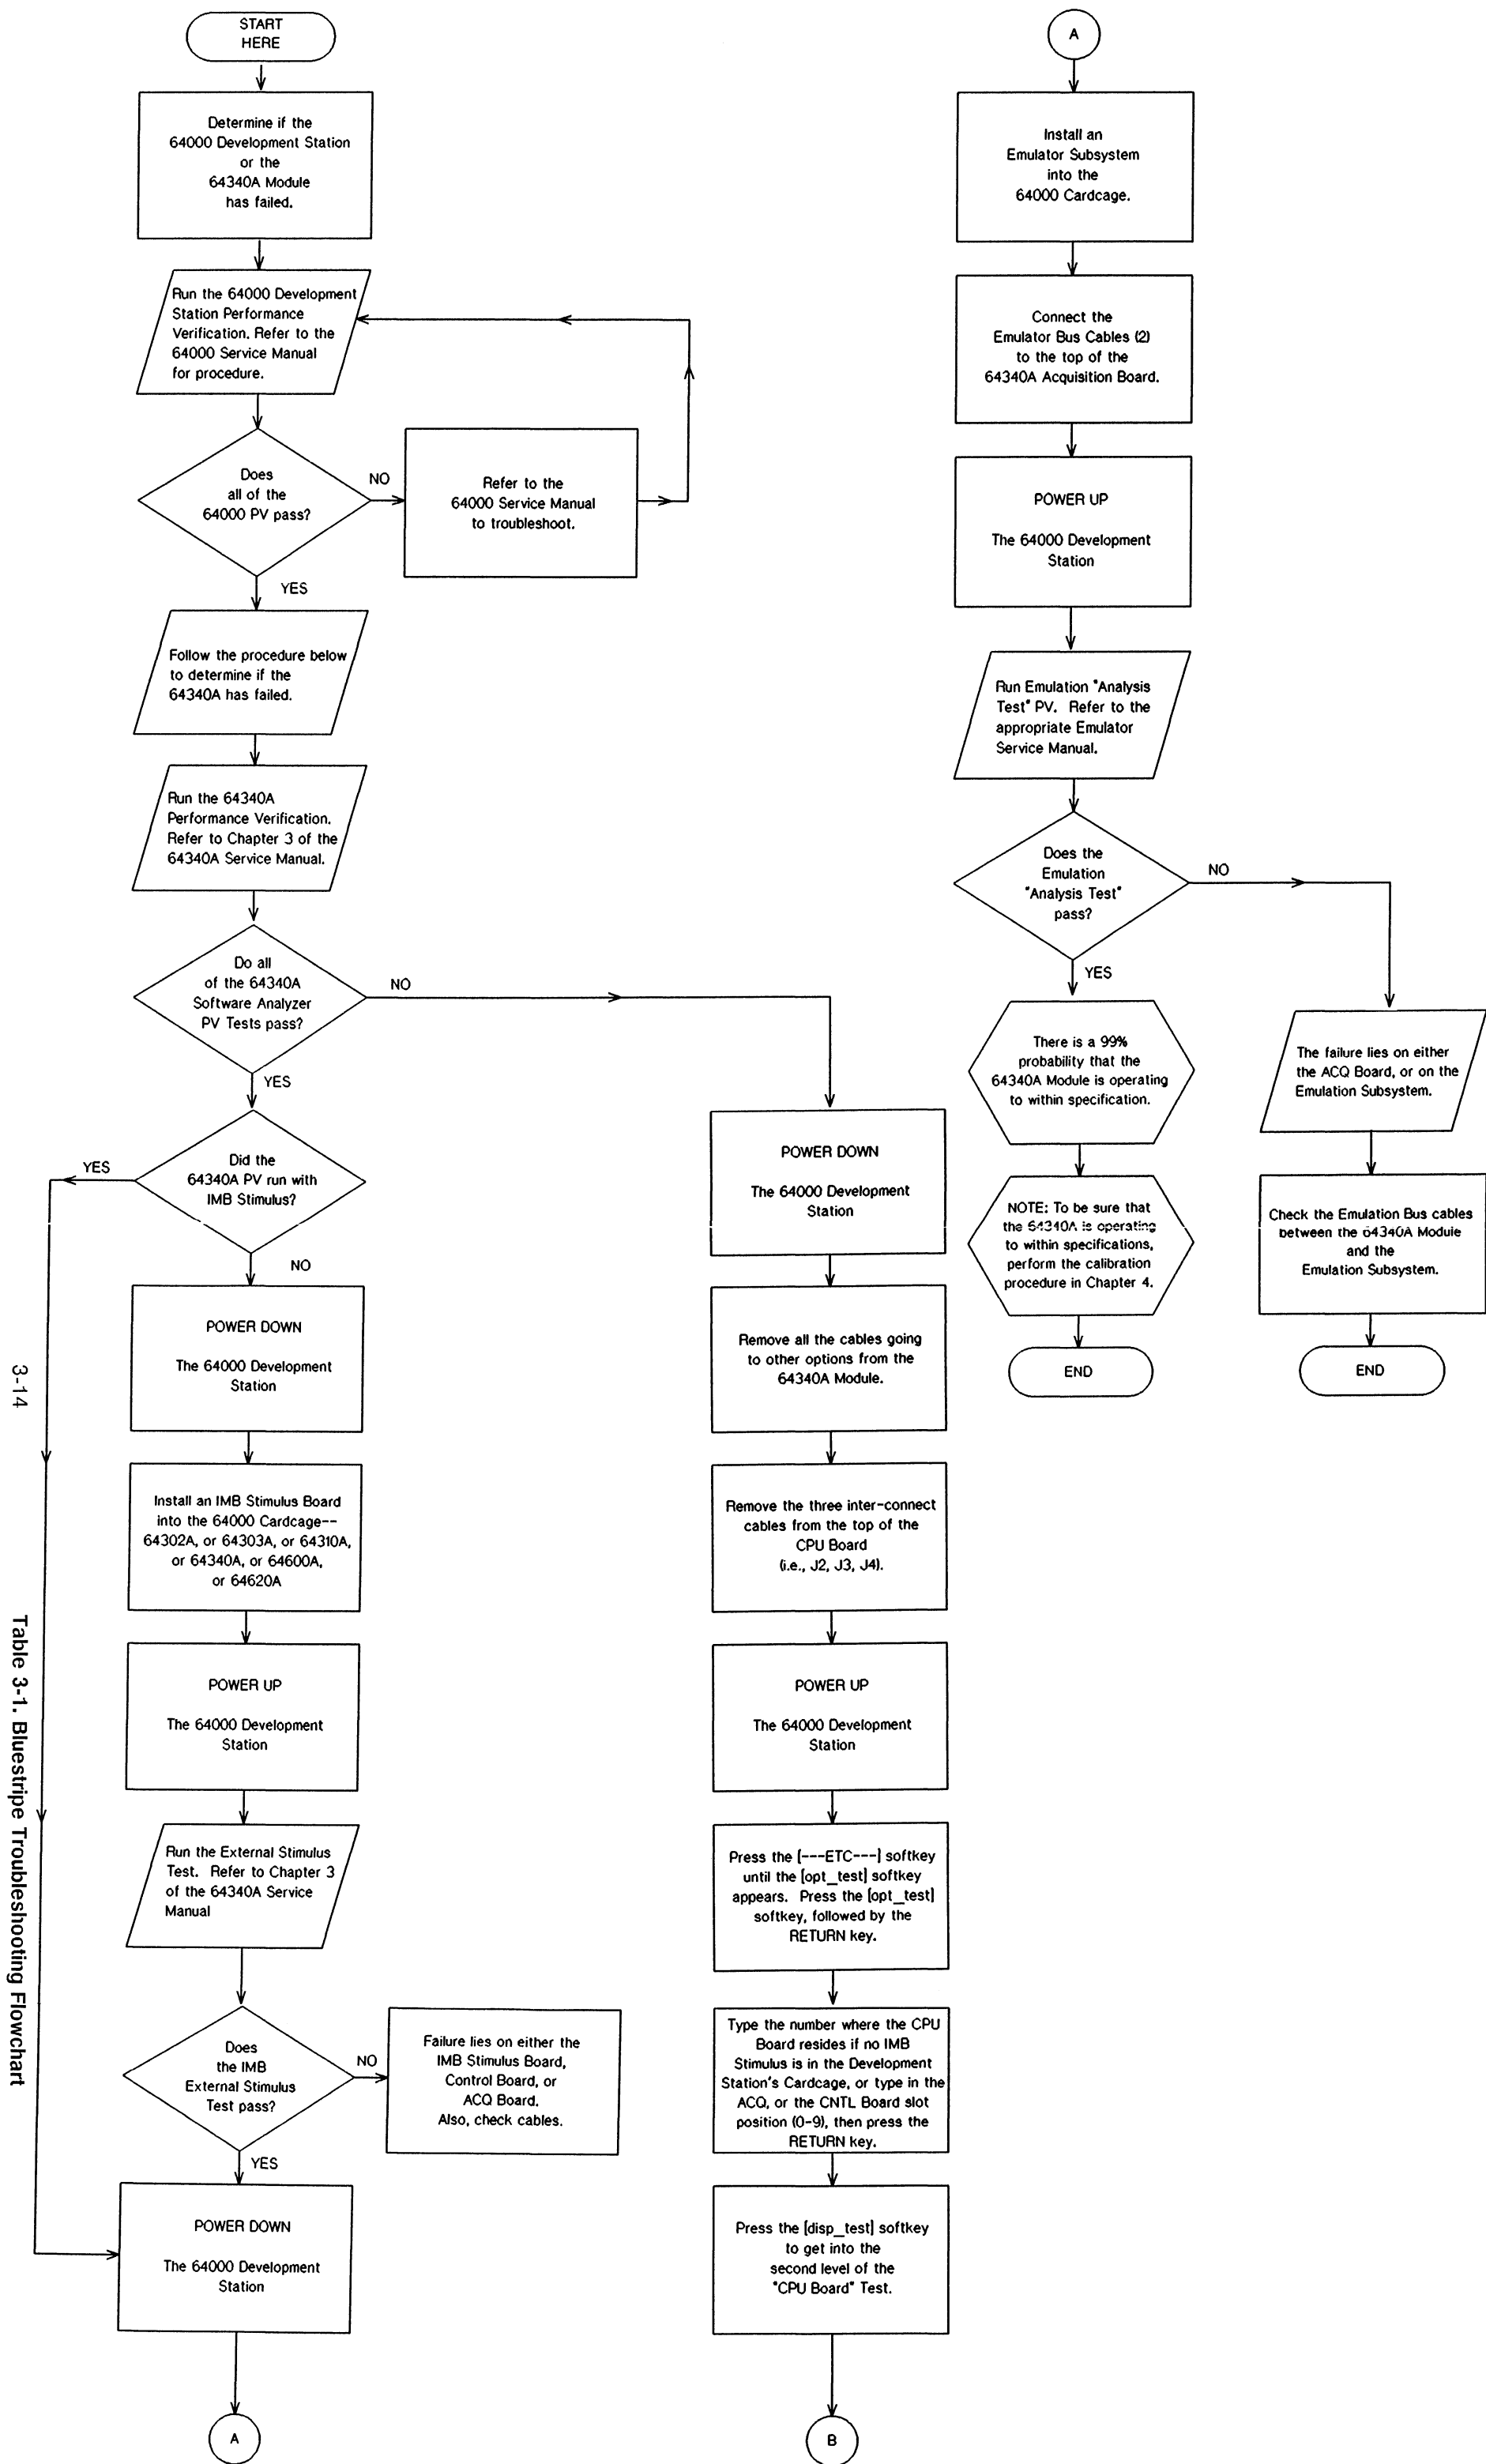 START
HERE
Determine if the
64000 Development Station
or the
64340A Module
has failed.
Run the 64000 Development
Station Performance
Verification. Refer to the
64000 Service Manual
for procedure.
Does
all of the
64000 PV pass?
NO
Refer to the
64000 Service Manual
to troubleshoot.
YES
Follow the procedure below
to determine if the
64340A has failed.
Run the 64340A
Performance Verification.
Refer to Chapter 3 of the
64340A Service Manual.
Do all
of the 64340A
Software Analyzer
PV Tests pass?
NO
YES
Did the
64340A PV run with
IMB Stimulus?
YES
NO
POWER DOWN
The 64000 Development
Station
Install an IMB Stimulus Board
into the 64000 Cardcage--
64302A, or 64303A, or 64310A,
or 64340A, or 64600A,
or 64620A
POWER UP
The 64000 Development
Station
Run the External Stimulus
Test. Refer to Chapter 3
of the 64340A Service
Manual
Does
the IMB
External Stimulus
Test pass?
NO
Failure lies on either the
IMB Stimulus Board,
Control Board, or
ACQ Board.
Also, check cables.
YES
POWER DOWN
The 64000 Development
Station
A
POWER DOWN
The 64000 Development
Station
Remove all the cables going
to other options from the
64340A Module.
Remove the three inter-connect
cables from the top of the
CPU Board
(i.e., J2, J3, J4).
POWER UP
The 64000 Development
Station
Press the [---ETC---] softkey
until the [opt_test] softkey
appears. Press the [opt_test]
softkey, followed by the
RETURN key.
Type the number where the CPU
Board resides if no IMB
Stimulus is in the Development
Station's Cardcage, or type in the
ACQ, or the CNTL Board slot
position (0-9), then press the
RETURN key.
Press the [disp_test] softkey
to get into the
second level of the
"CPU Board" Test.
B
A
Install an
Emulator Subsystem
into the
64000 Cardcage.
Connect the
Emulator Bus Cables (2)
to the top of the
64340A Acquisition Board.
POWER UP
The 64000 Development
Station
Run Emulation "Analysis
Test" PV. Refer to the
appropriate Emulator
Service Manual.
Does the
Emulation
"Analysis Test"
pass?
NO
YES
There is a 99%
probability that the
64340A Module is operating
to within specification.
NOTE: To be sure that
the 64340A is operating
to within specifications,
perform the calibration
procedure in Chapter 4.
END
The failure lies on either
the ACQ Board, or on the
Emulation Subsystem.
Check the Emulation Bus cables
between the 64340A Module
and the
Emulation Subsystem.
END
3-14
Table 3-1. Bluestripe Troubleshooting Flowchart